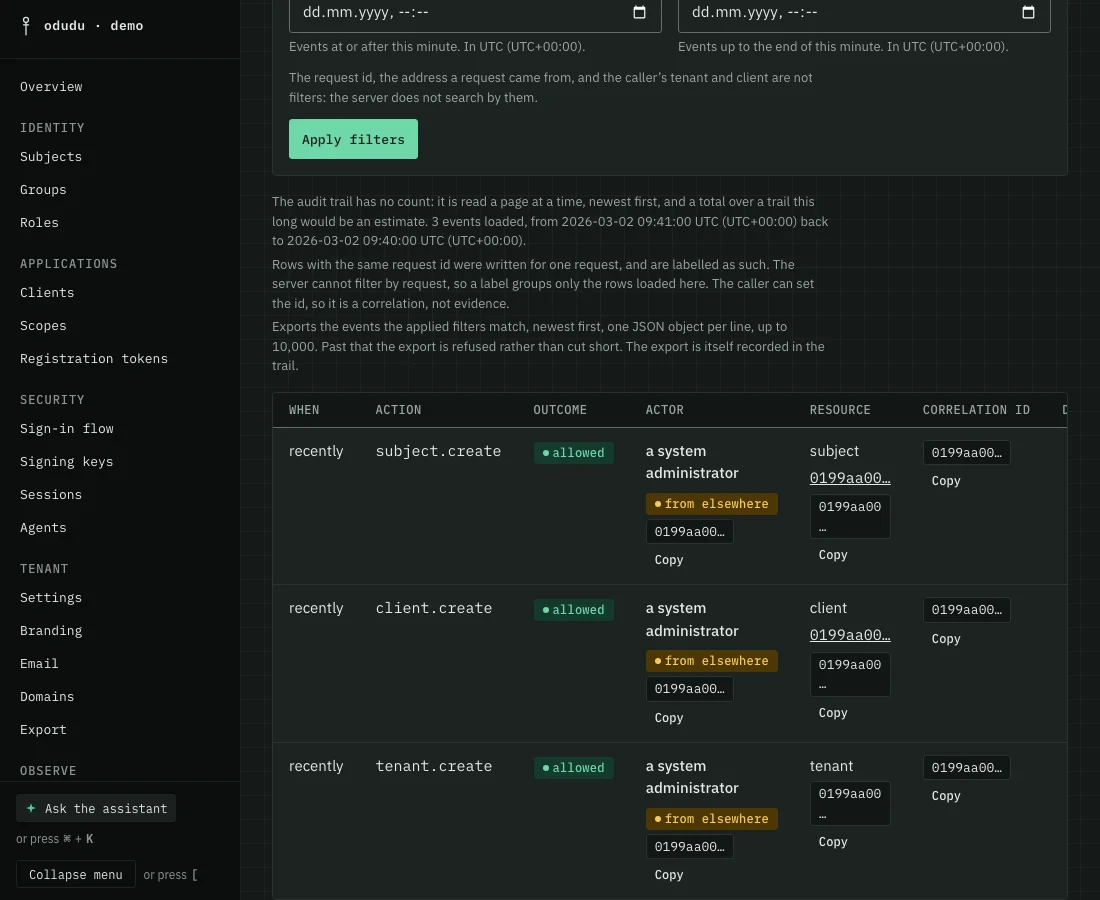 odudu · demo
Overview
IDENTITY
Subjects
Groups
Roles
APPLICATIONS
Clients
Scopes
Registration tokens
SECURITY
Sign-in flow
Signing keys
Sessions
Agents
TENANT
Settings
Branding
Email
Domains
Export
OBSERVE
Ask the assistant
or press ⌘ + K
Collapse menu or press [
dd.mm.yyyy, --:-- dd.mm.yyyy, --:--
Events at or after this minute. In UTC (UTC+00:00). Events up to the end of this minute. In UTC (UTC+00:00).
The request id, the address a request came from, and the caller’s tenant and client are not
filters: the server does not search by them.
Apply filters
The audit trail has no count: it is read a page at a time, newest first, and a total over a trail this
long would be an estimate. 3 events loaded, from 2026-03-02 09:41:00 UTC (UTC+00:00) back
to 2026-03-02 09:40:00 UTC (UTC+00:00).
Rows with the same request id were written for one request, and are labelled as such. The
server cannot filter by request, so a label groups only the rows loaded here. The caller can set
the id, so it is a correlation, not evidence.
Exports the events the applied filters match, newest first, one JSON object per line, up to
10,000. Past that the export is refused rather than cut short. The export is itself recorded in the
trail.
WHEN ACTION OUTCOME ACTOR RESOURCE CORRELATION ID
recently subject.create allowed a system subject 0199aa00…
administrator 0199aa00… Copy
from elsewhere 0199aa00
0199aa00… …
Copy Copy
recently client.create allowed a system client 0199aa00…
administrator 0199aa00… Copy
from elsewhere 0199aa00
0199aa00… …
Copy Copy
recently tenant.create allowed a system tenant 0199aa00…
administrator 0199aa00 Copy
from elsewhere …
0199aa00… Copy
Copy